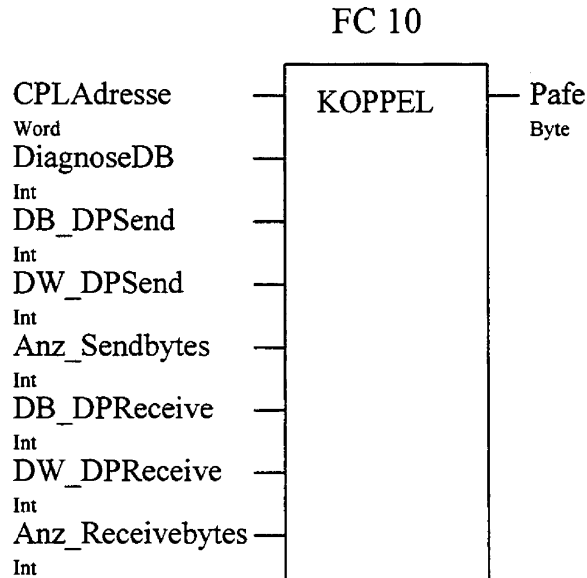 FC 10
CPLAdresse
KOPPEL
Pafe
Word
Byte
DiagnoseDB
Int
DB_DPSend
Int
DW_DPSend
Int
Anz_Sendbytes
Int
DB_DPReceive
Int
DW_DPReceive
Int
Anz_Receivebytes
Int